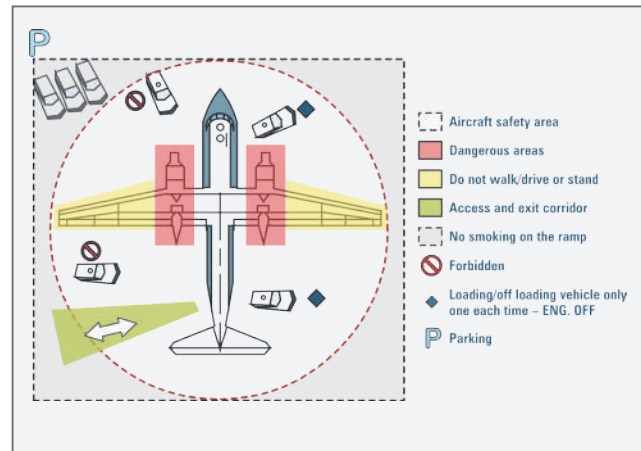 P
Aircraft safety area
Dangerous areas
Do not walk/drive or stand
Access and exit corridor
No smoking on the ramp
Forbidden
Loading/off loading vehicle only
one each time – ENG. OFF
P
Parking